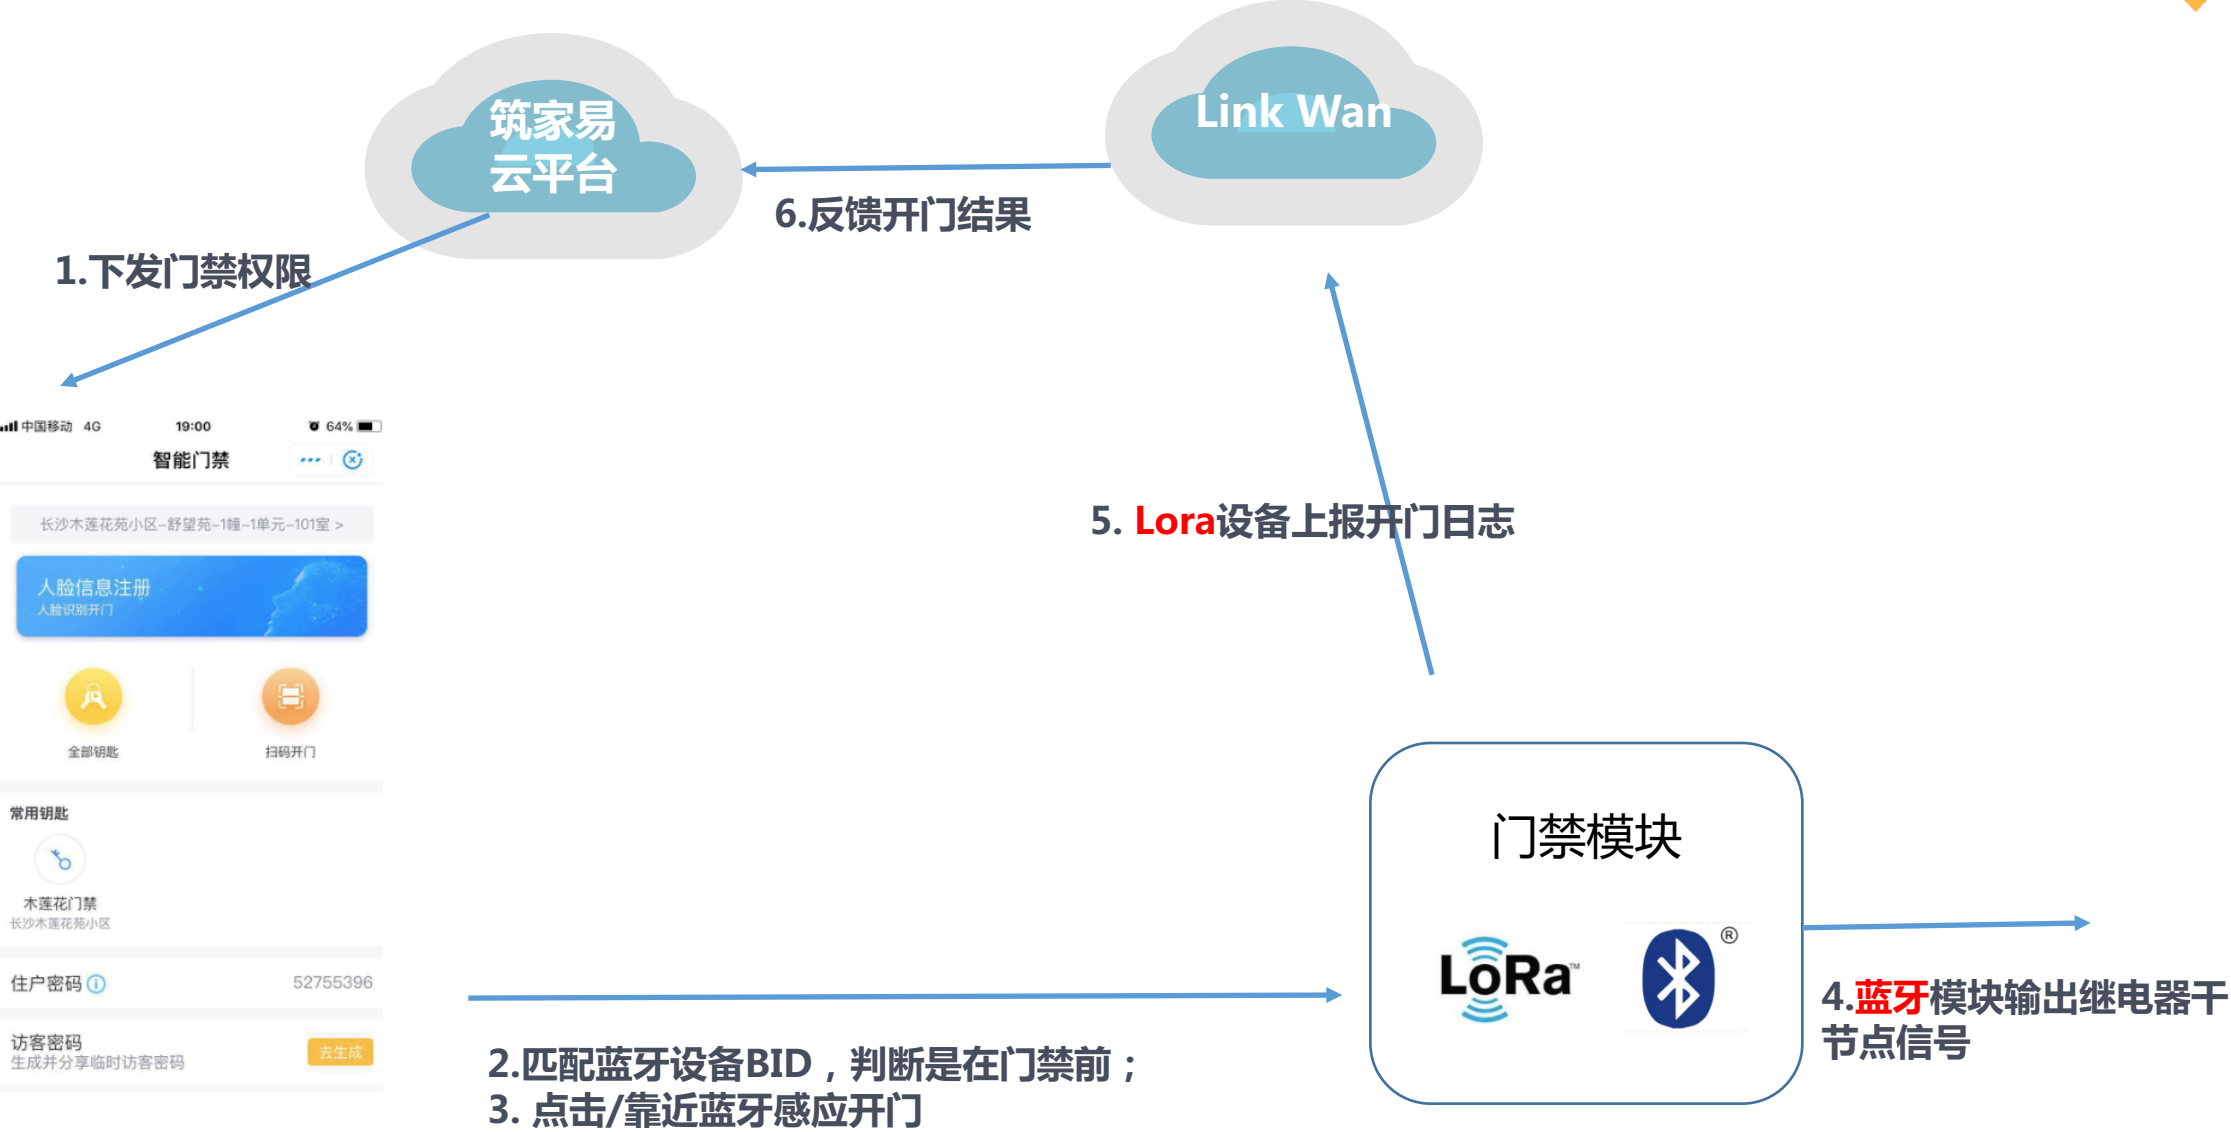 筑家易
云平台
Link Wan
6.反馈开门结果
1.下发门禁权限
中国移动 4G 19:00 64%
智能门禁
长沙木莲花苑小区-舒望苑-1幢-1单元-101室 >
人脸信息注册
人脸识别开门
全部钥匙 扫码开门
常用钥匙
木莲花门禁
长沙木莲花苑小区
住户密码 52755396
访客密码
生成并分享临时访客密码
去生成
5. Lora设备上报开门日志
门禁模块
LoRa™ ®
4.蓝牙模块输出继电器干
节点信号
2.匹配蓝牙设备BID，判断是在门禁前；
3. 点击/靠近蓝牙感应开门